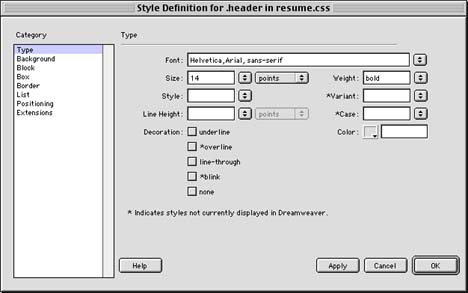 Style Definition for .header in resume.css
Category
Type
Background
Block
Box
Border
List
Positioning
Extensions
Type
Font: Helvetica,Arial,sans-serif
Size: 14 points Weight: bold
Style: *Variant:
Line Height: points *Case:
Decoration: underline Color:
*overline
line-through
*blink
none
* Indicates styles not currently displayed in Dreamweaver.
Help Apply Cancel OK